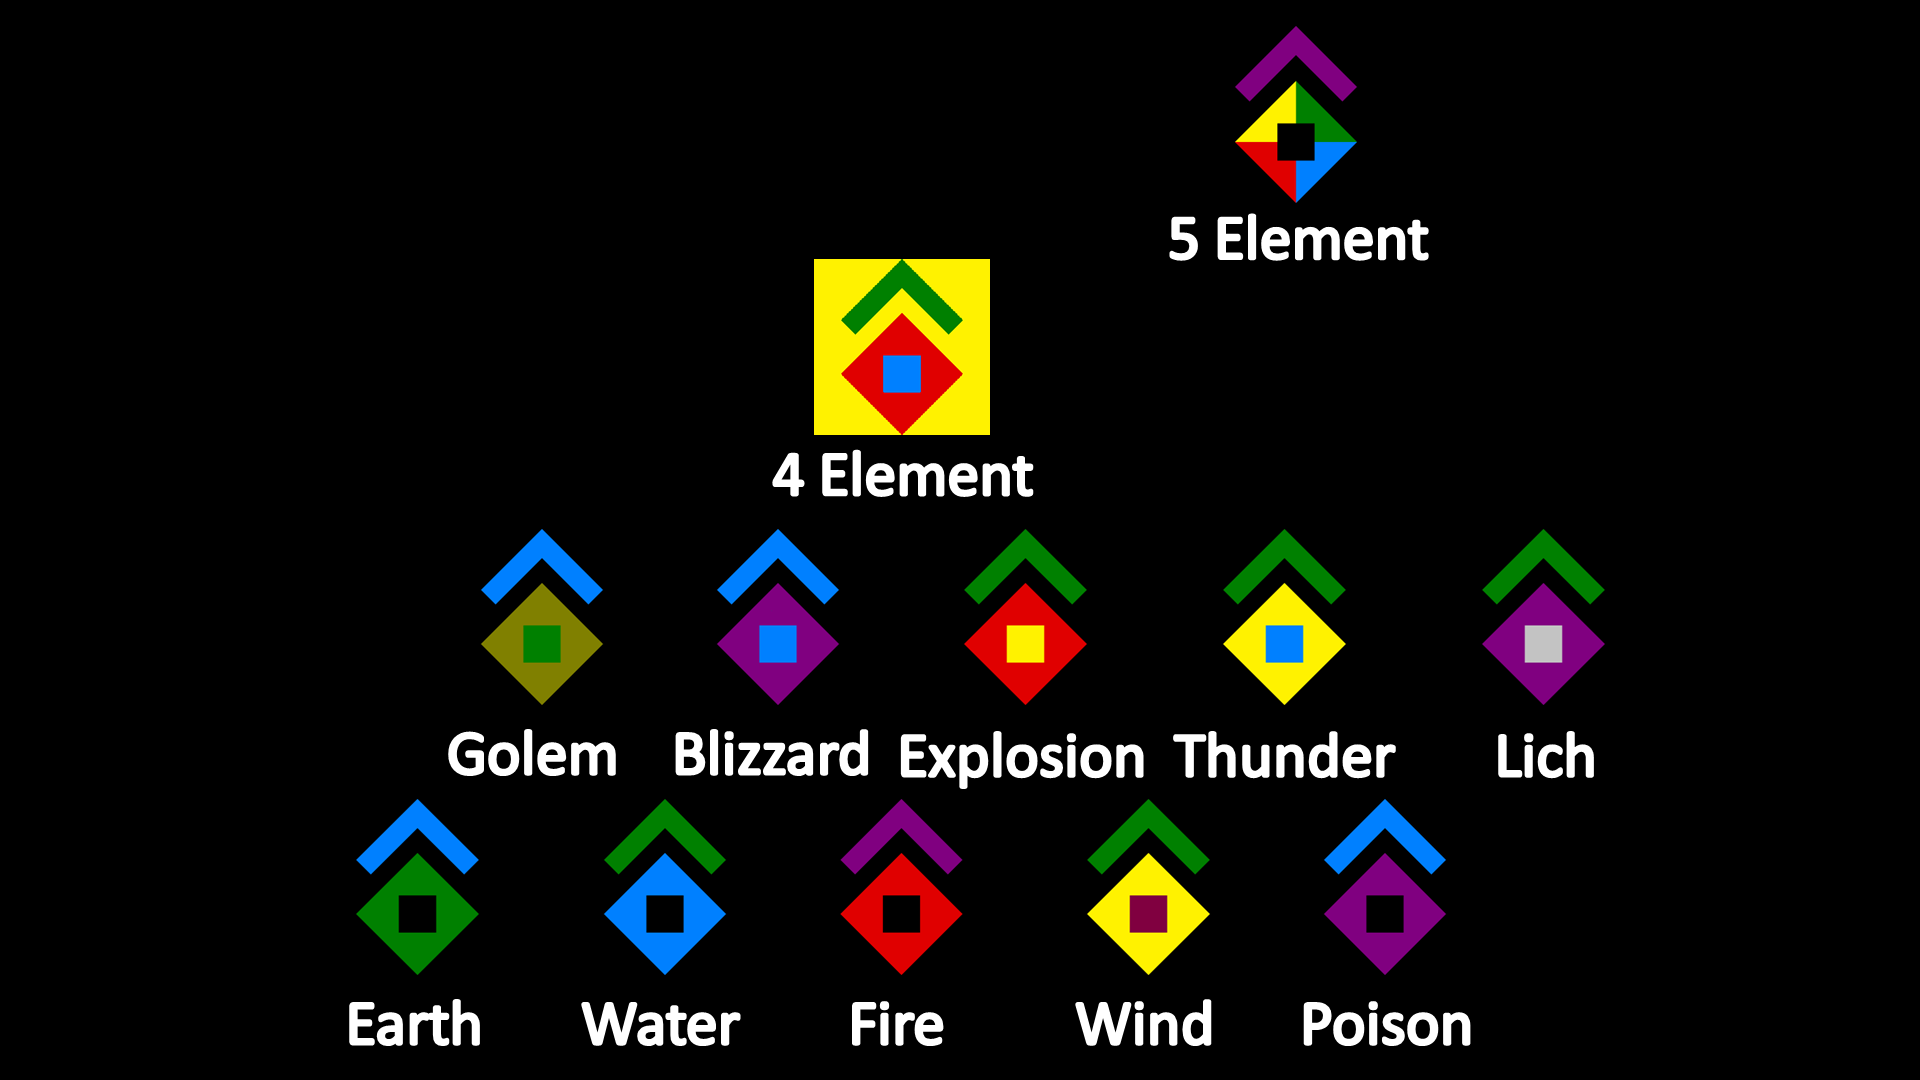 5 Element
4 Element
Golem
Blizzard
Explosion
Thunder
Lich
Earth
Water
Fire
Wind
Poison